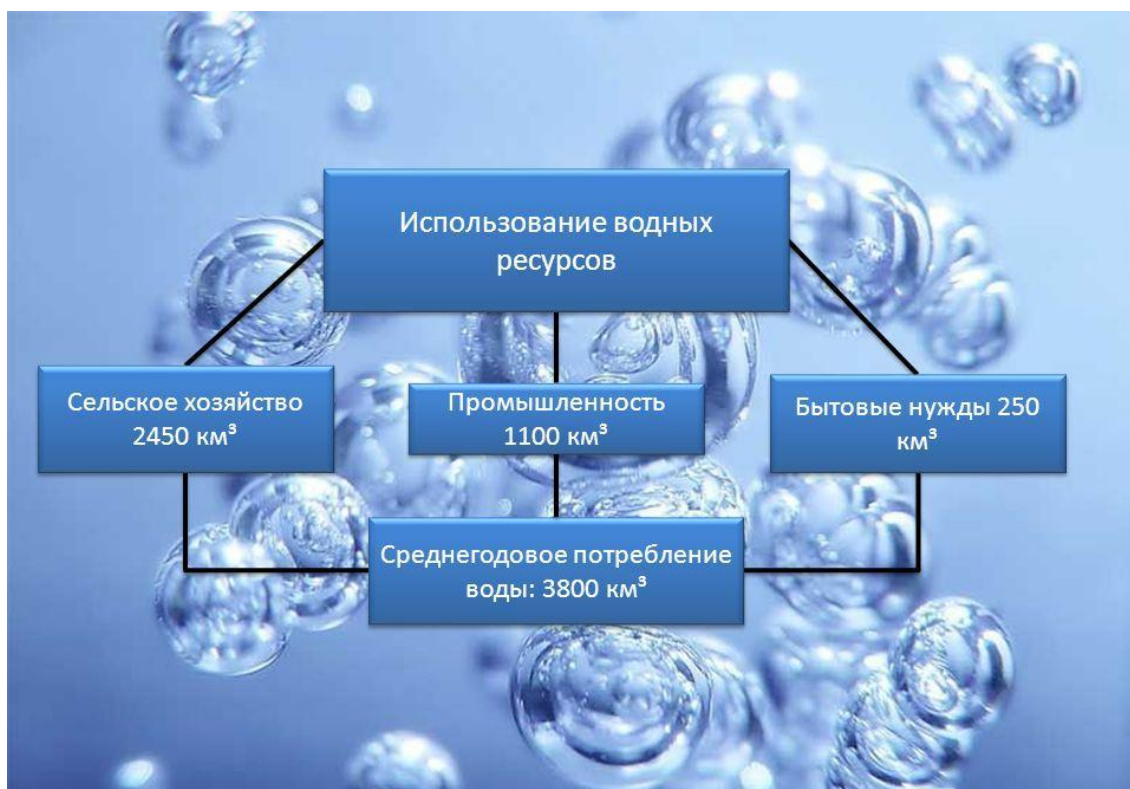 Использование водных
ресурсов
Сельское хозяйство
2450 км³
Промышленность
1100 км³
Бытовые нужды 250
км³
Среднегодовое потребление
воды: 3800 км³